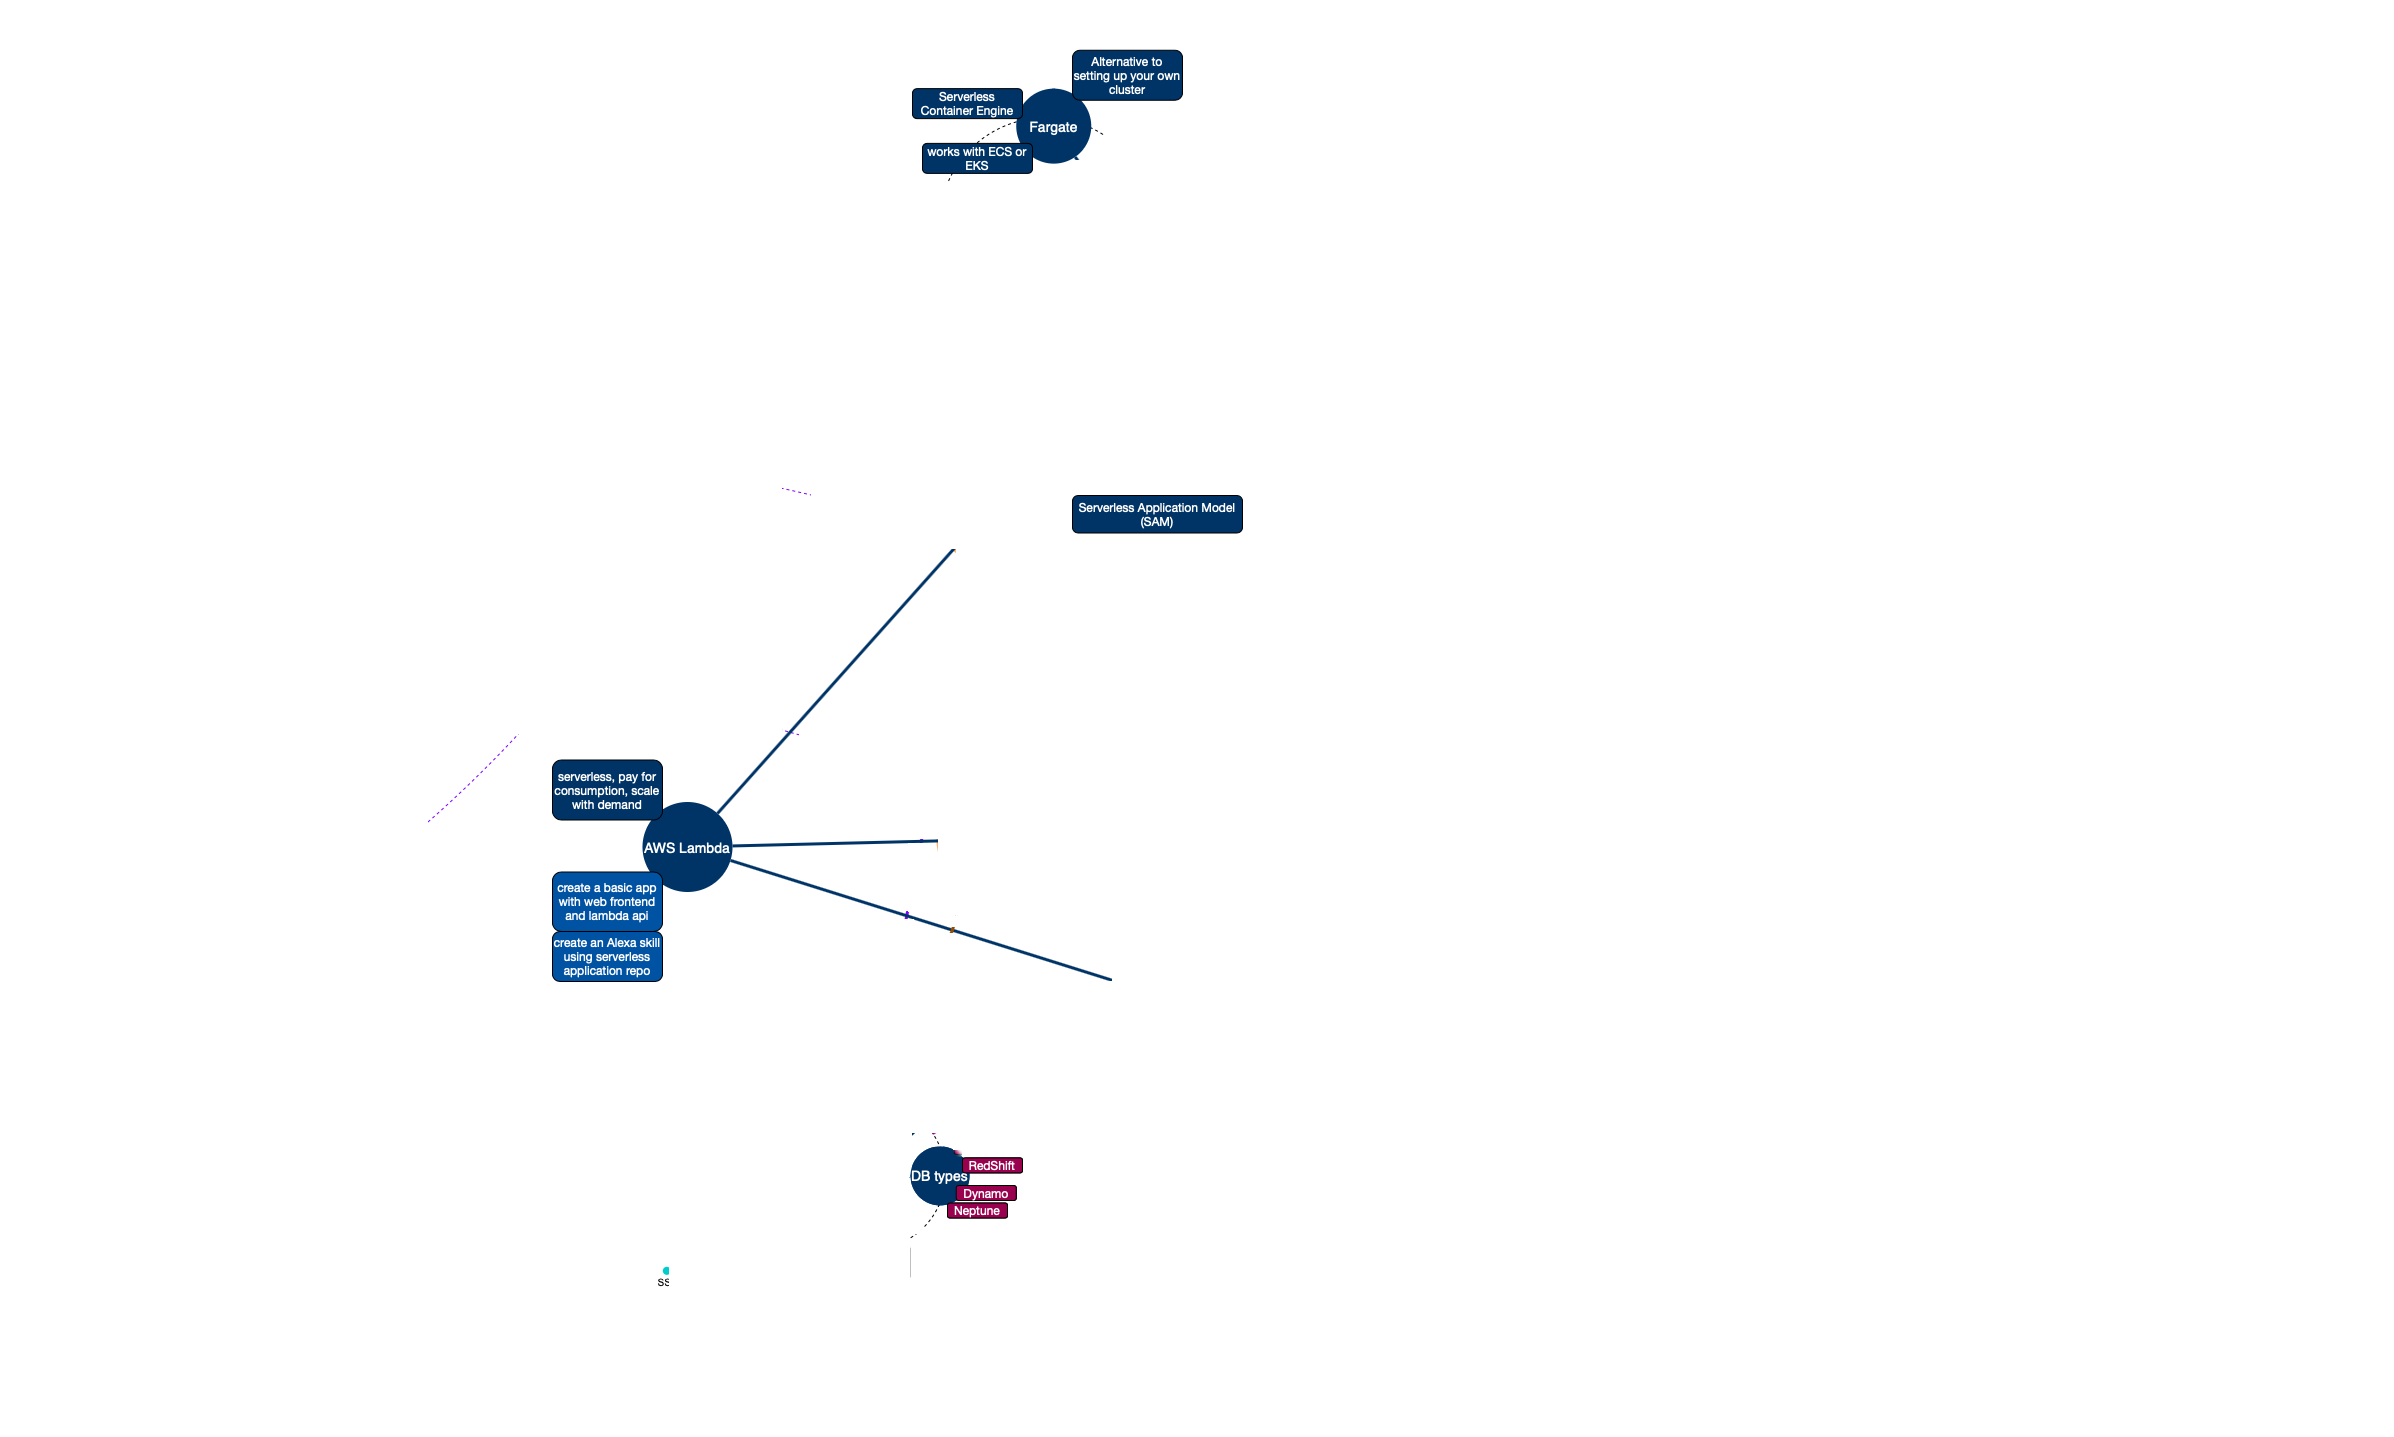 Alternative to
setting up your own
cluster
Serverless
Container Engine
Fargate
works with ECS or
EKS
Serverless Application Model
(SAM)
serverless, pay for
consumption, scale
with demand
AWS Lambda
create a basic app
with web frontend
and lambda api
create an Alexa skill
using serverless
application repo
DB types
RedShift
Dynamo
Neptune